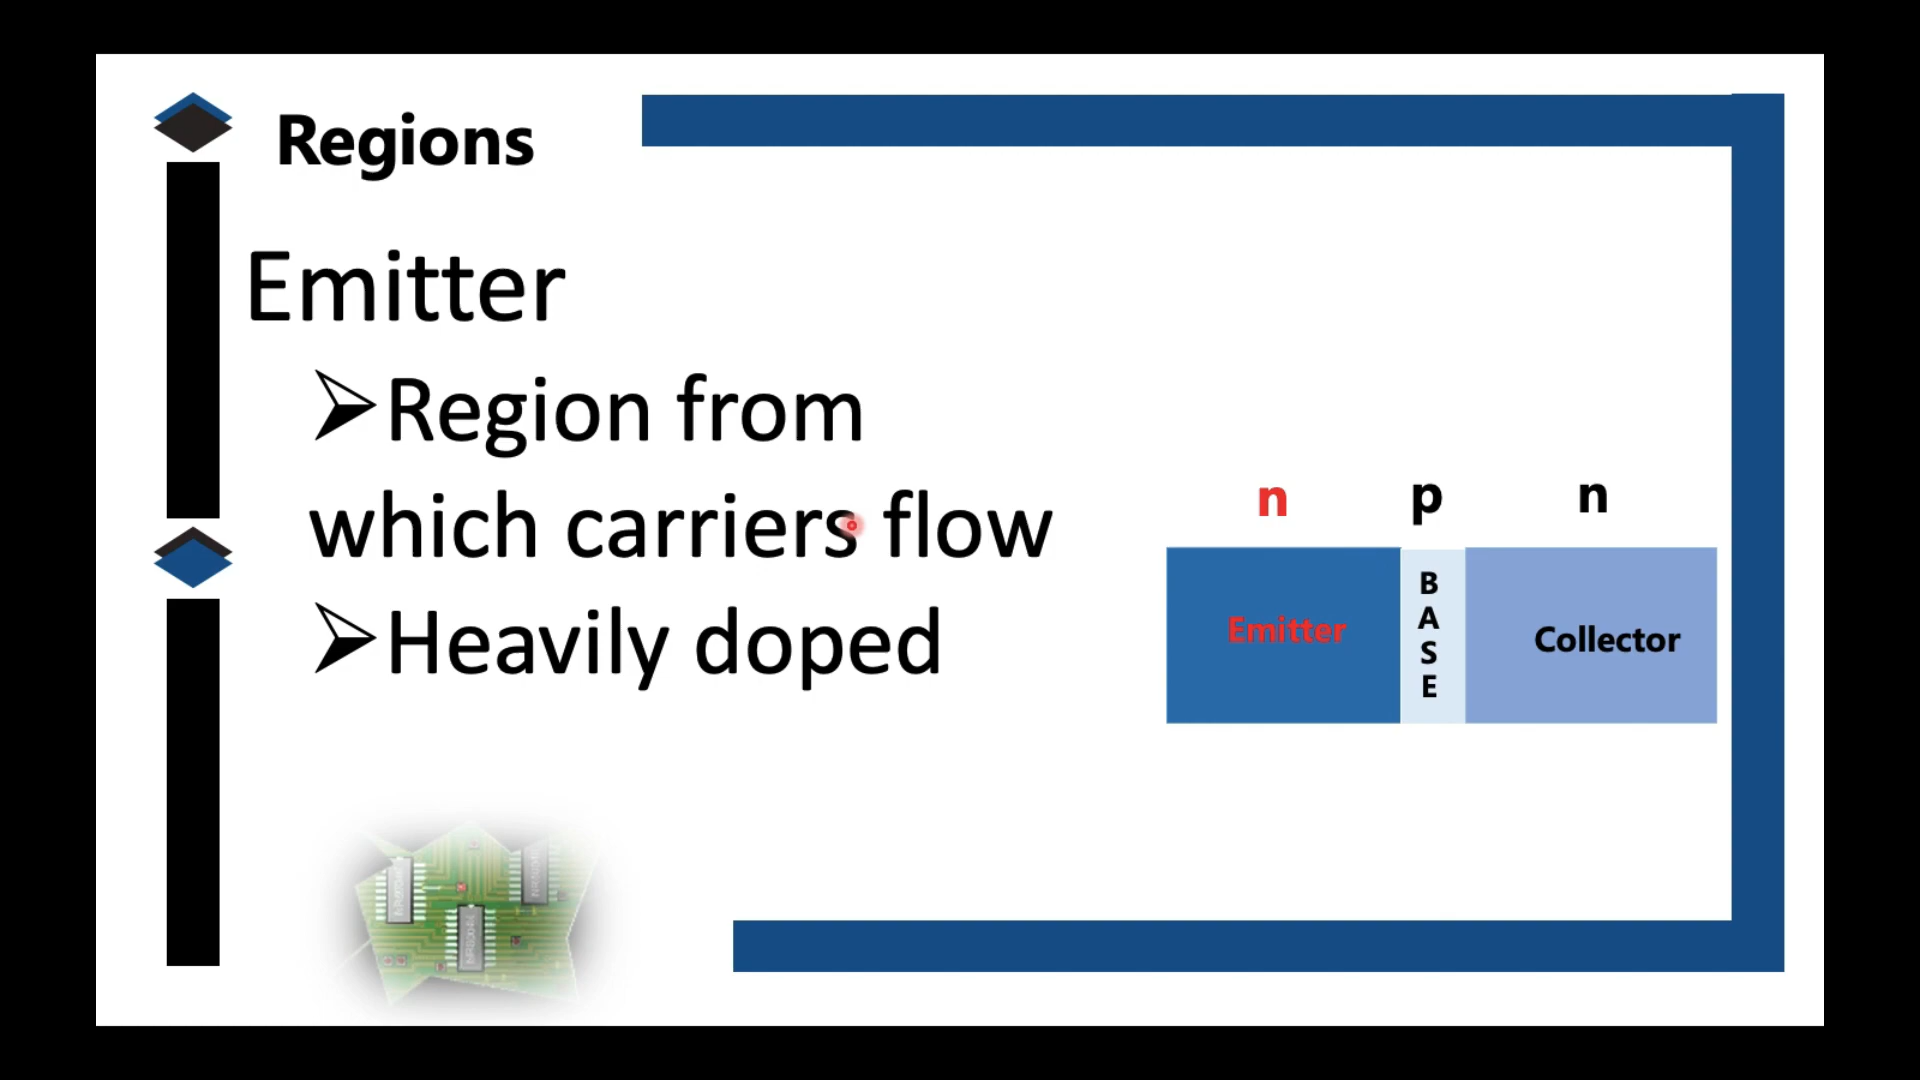 Regions
Emitter
➢Region from
which carriers flow
➢Heavily doped
n p n
Emitter
B
A
S
E
Collector